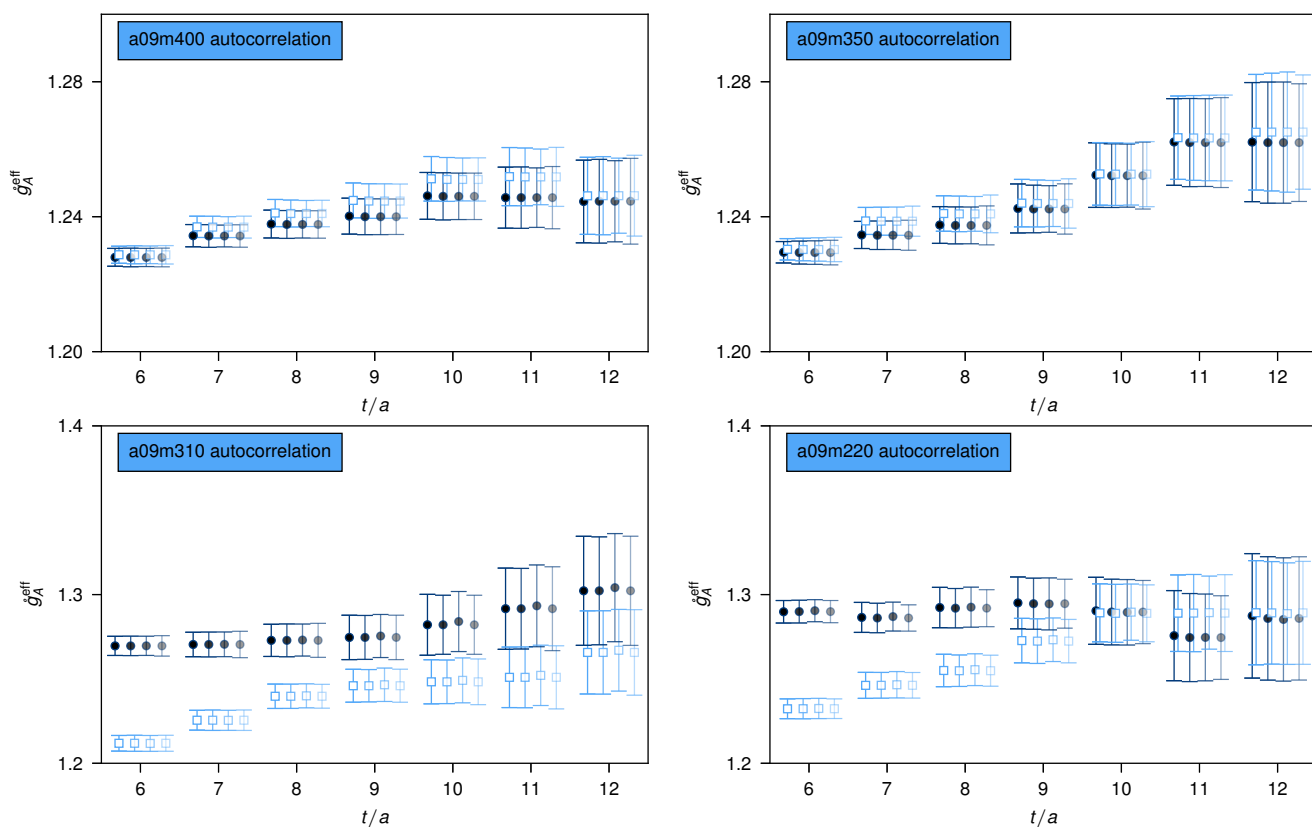 a09m400 autocorrelation
1.28
1.24
1.20
g̊_A^eff
6 7 8 9 10 11 12
t/a
a09m350 autocorrelation
1.28
1.24
1.20
g̊_A^eff
6 7 8 9 10 11 12
t/a
a09m310 autocorrelation
1.4
1.3
1.2
g̊_A^eff
6 7 8 9 10 11 12
t/a
a09m220 autocorrelation
1.4
1.3
1.2
g̊_A^eff
6 7 8 9 10 11 12
t/a